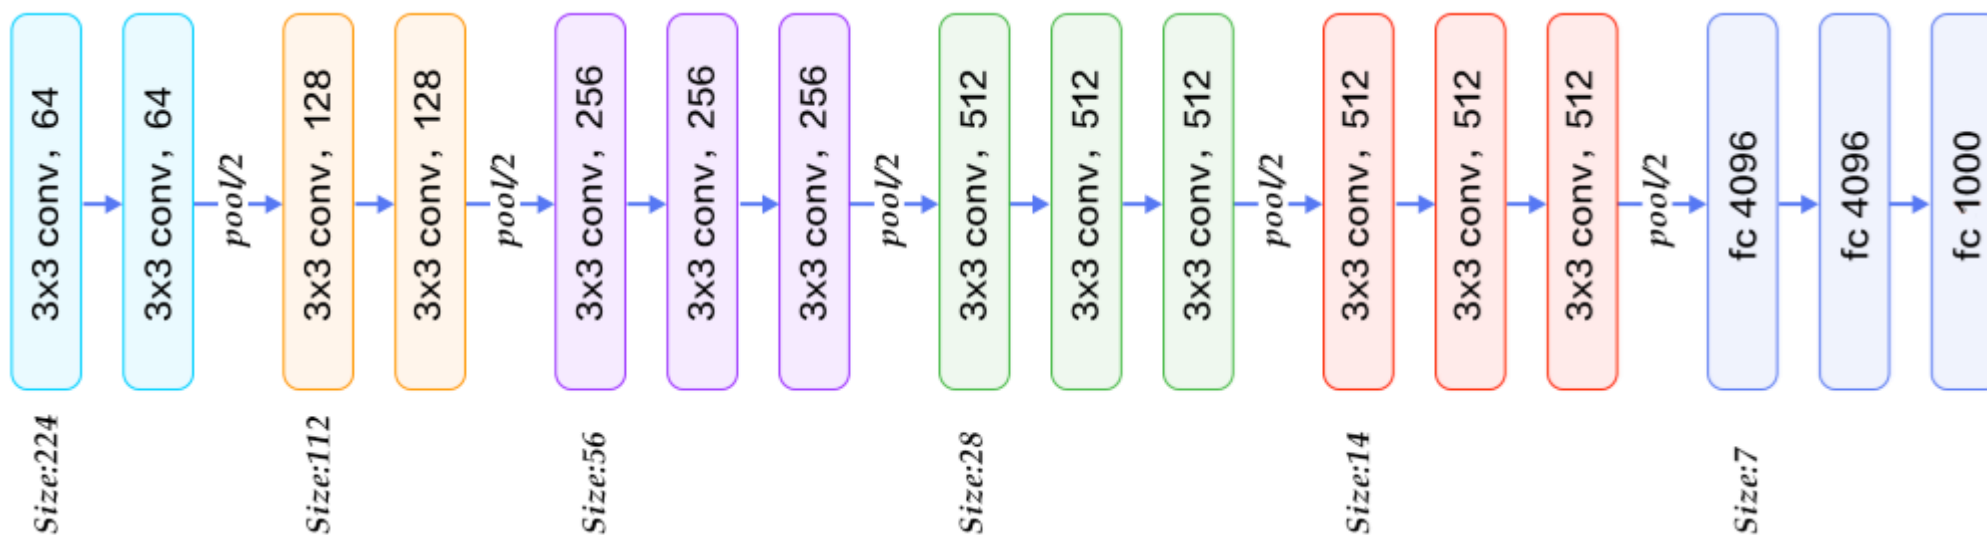 3x3 conv, 64
3x3 conv, 64
pool/2
3x3 conv, 128
3x3 conv, 128
pool/2
3x3 conv, 256
3x3 conv, 256
3x3 conv, 256
pool/2
3x3 conv, 512
3x3 conv, 512
3x3 conv, 512
pool/2
3x3 conv, 512
3x3 conv, 512
3x3 conv, 512
pool/2
fc 4096
fc 4096
fc 1000
Size:224
Size:112
Size:56
Size:28
Size:14
Size:7